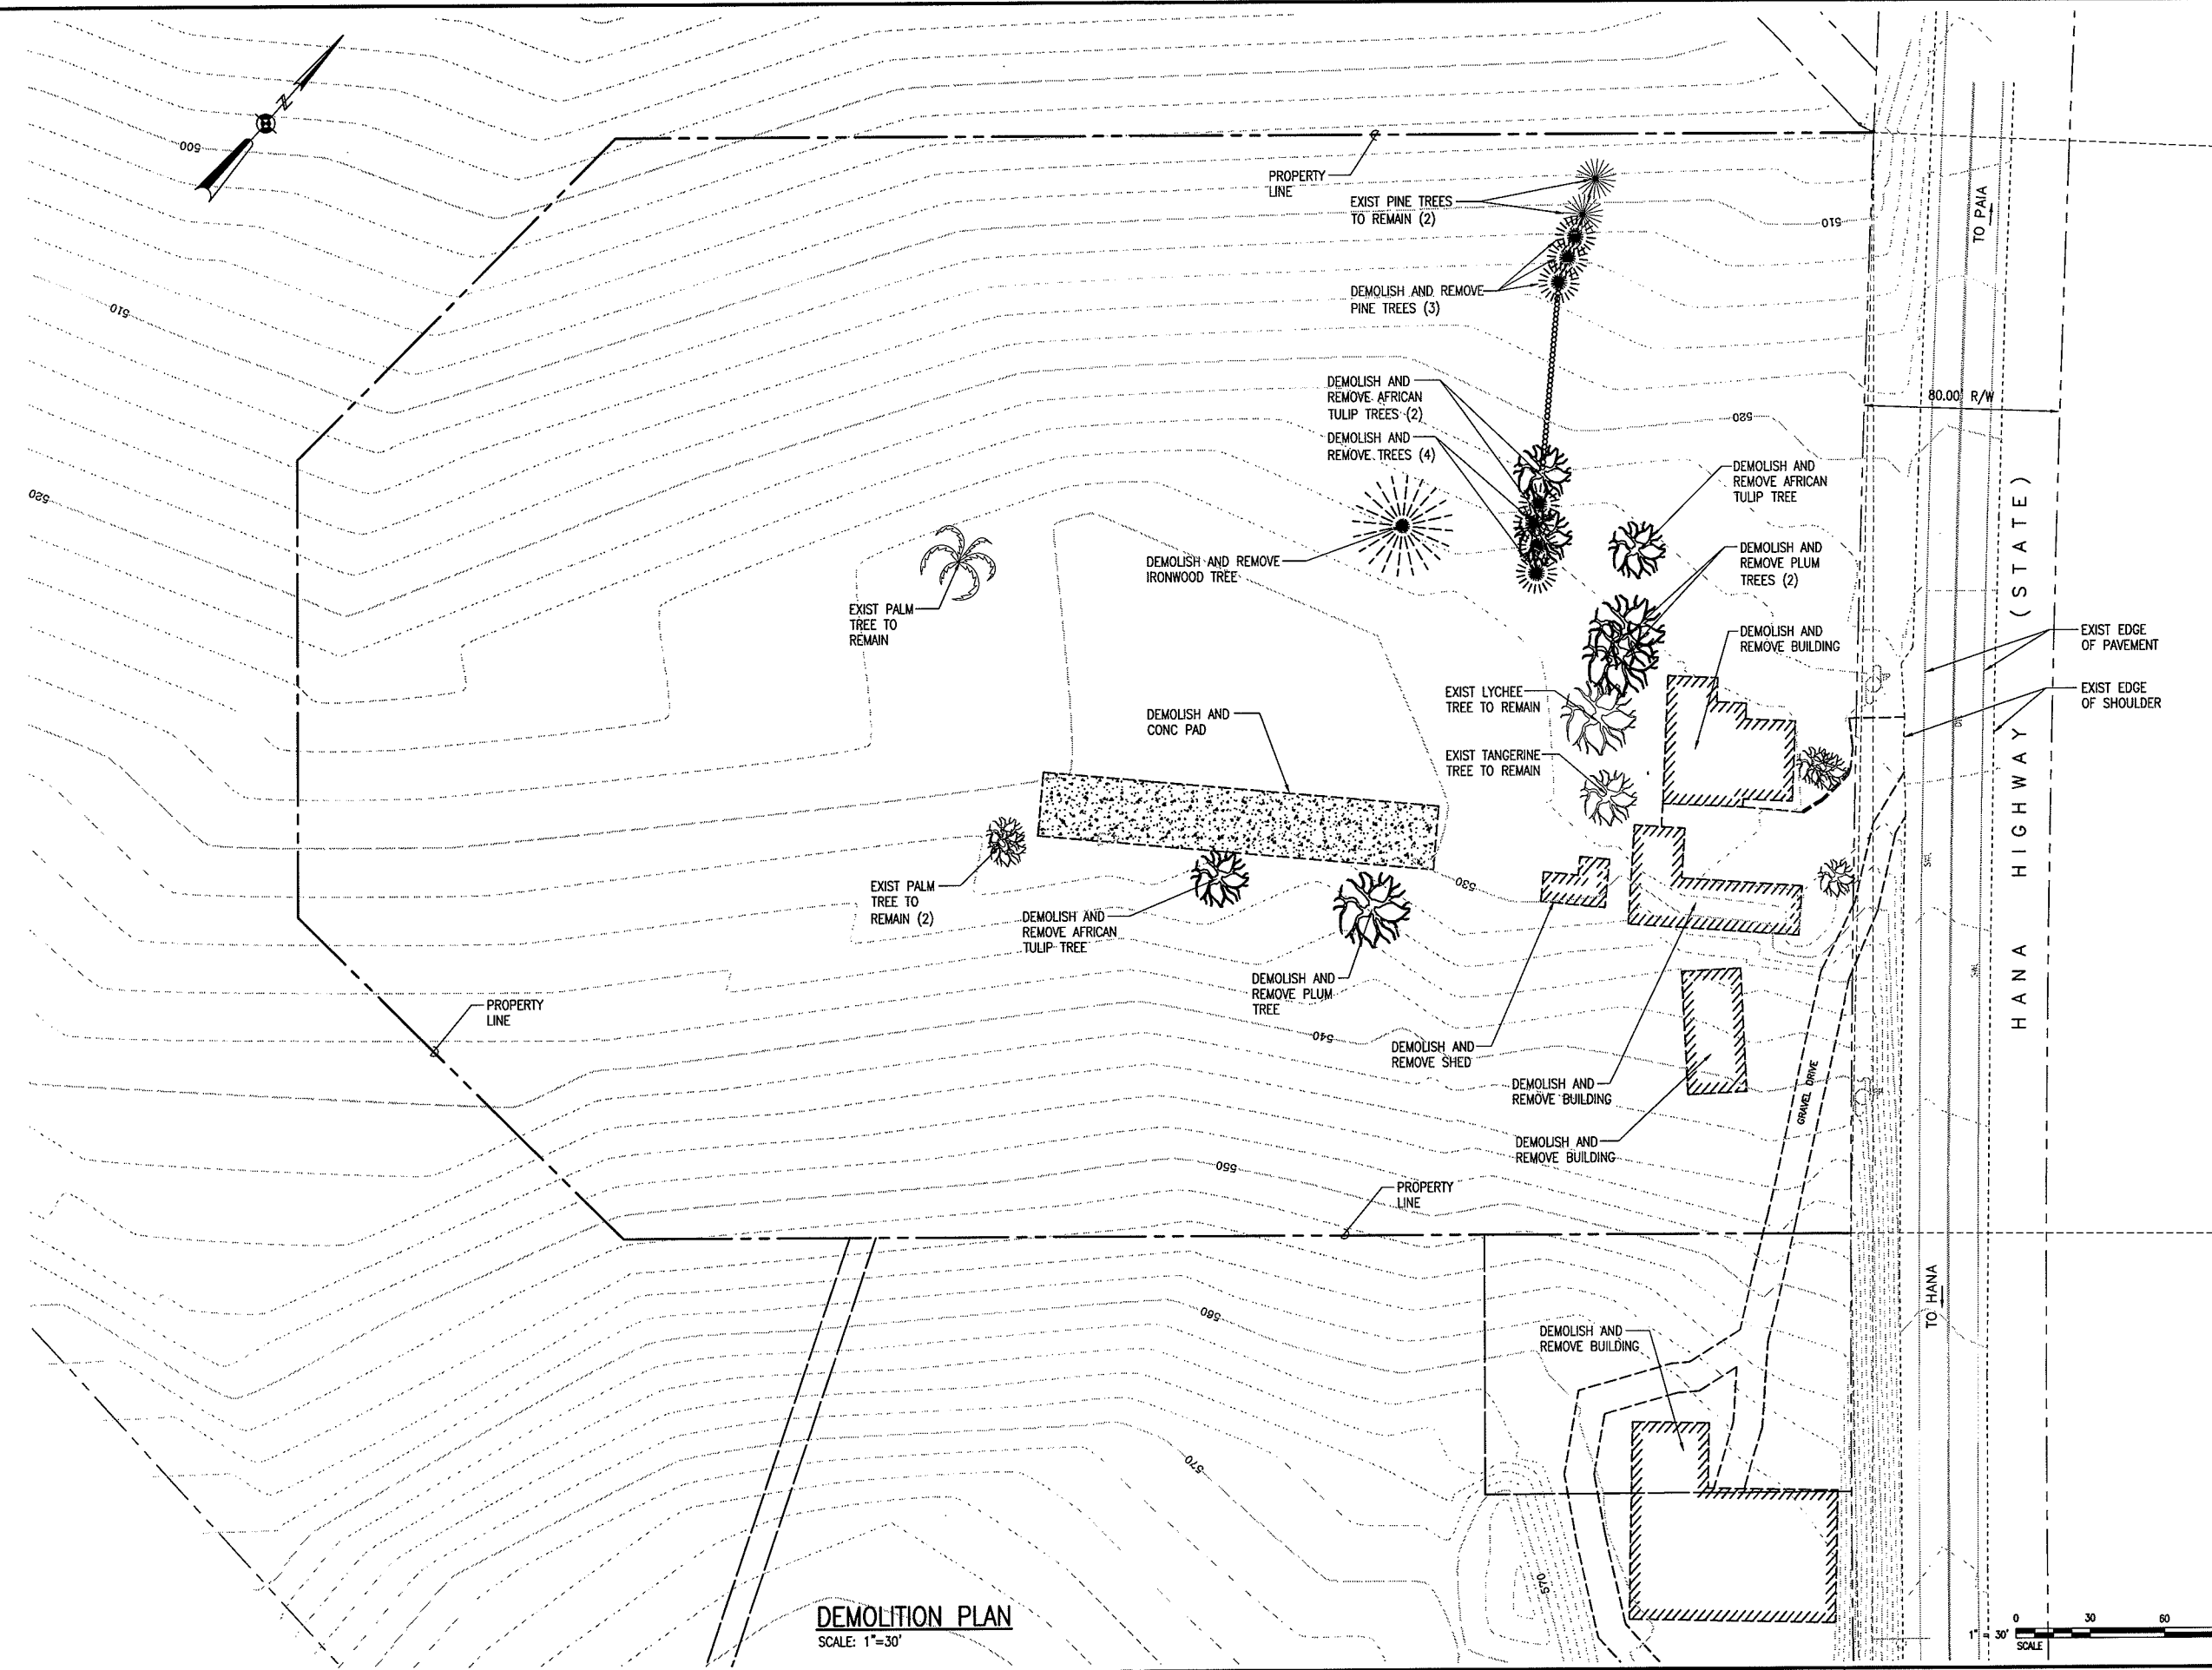 N
500
PROPERTY
LINE
EXIST PINE TREES
TO REMAIN (2)
510
TO PAIA
DEMOLISH AND REMOVE
PINE TREES (3)
510
DEMOLISH AND
REMOVE AFRICAN
TULIP TREES (2)
80.00' R/W
520
DEMOLISH AND
REMOVE TREES (4)
DEMOLISH AND
REMOVE AFRICAN
TULIP TREE
520
DEMOLISH AND REMOVE
IRONWOOD TREE
DEMOLISH AND
REMOVE PLUM
TREES (2)
EXIST PALM
TREE TO
REMAIN
DEMOLISH AND
REMOVE BUILDING
EXIST EDGE
OF PAVEMENT
EXIST LYCHEE
TREE TO REMAIN
EXIST EDGE
OF SHOULDER
DEMOLISH AND
CONC PAD
EXIST TANGERINE
TREE TO REMAIN
HANA HIGHWAY (STATE)
EXIST PALM
TREE TO
REMAIN (2)
530
DEMOLISH AND
REMOVE AFRICAN
TULIP TREE
DEMOLISH AND
REMOVE PLUM
TREE
PROPERTY
LINE
540
DEMOLISH AND
REMOVE SHED
DEMOLISH AND
REMOVE BUILDING
GRAVEL DRIVE
DEMOLISH AND
REMOVE BUILDING
550
PROPERTY
LINE
TO HANA
560
DEMOLISH AND
REMOVE BUILDING
570
570
DEMOLITION PLAN
SCALE: 1"=30'
0 30 60
1" = 30'
SCALE